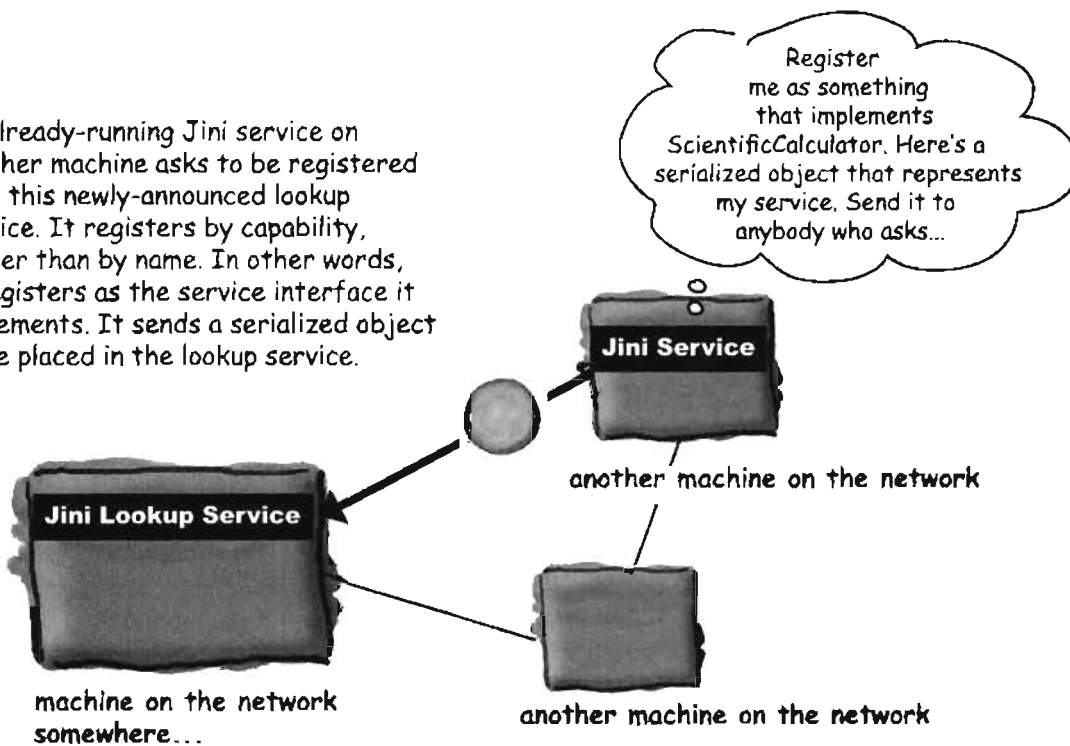 lready-running Jini service on
her machine asks to be registered
this newly-announced lookup
ice. It registers by capability,
er than by name. In other words,
egisters as the service interface it
ements. It sends a serialized object
e placed in the lookup service.
Register
me as something
that implements
ScientificCalculator. Here's a
serialized object that represents
my service. Send it to
anybody who asks...
Jini Service
another machine on the network
Jini Lookup Service
machine on the network
somewhere...
another machine on the network